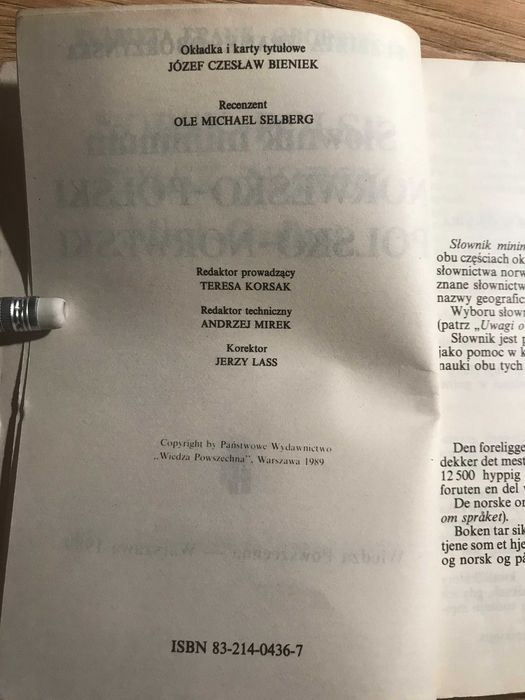 Okładka i karty tytułowe
JÓZEF CZESŁAW BIENIEK
Recenzent
OLE MICHAEL SELBERG
Redaktor prowadzący
TERESA KORSAK
Redaktor techniczny
ANDRZEJ MIREK
Korektor
JERZY LASS
Copyright by Państwowe Wydawnictwo
„Wiedza Powszechna", Warszawa 1989
ISBN 83-214-0436-7
Słownik minim
obu częściach ok
słownictwa norw
znane słownictw
nazwy geografic
Wyboru słown
(patrz „Uwagi o
Słownik jest p
jako pomoc w k
nauki obu tych
Den foreligge
dekker det mest
12 500 hyppig
foruten en del v
De norske or
om språket).
Boken tar sik
tjene som et hje
og norsk og på